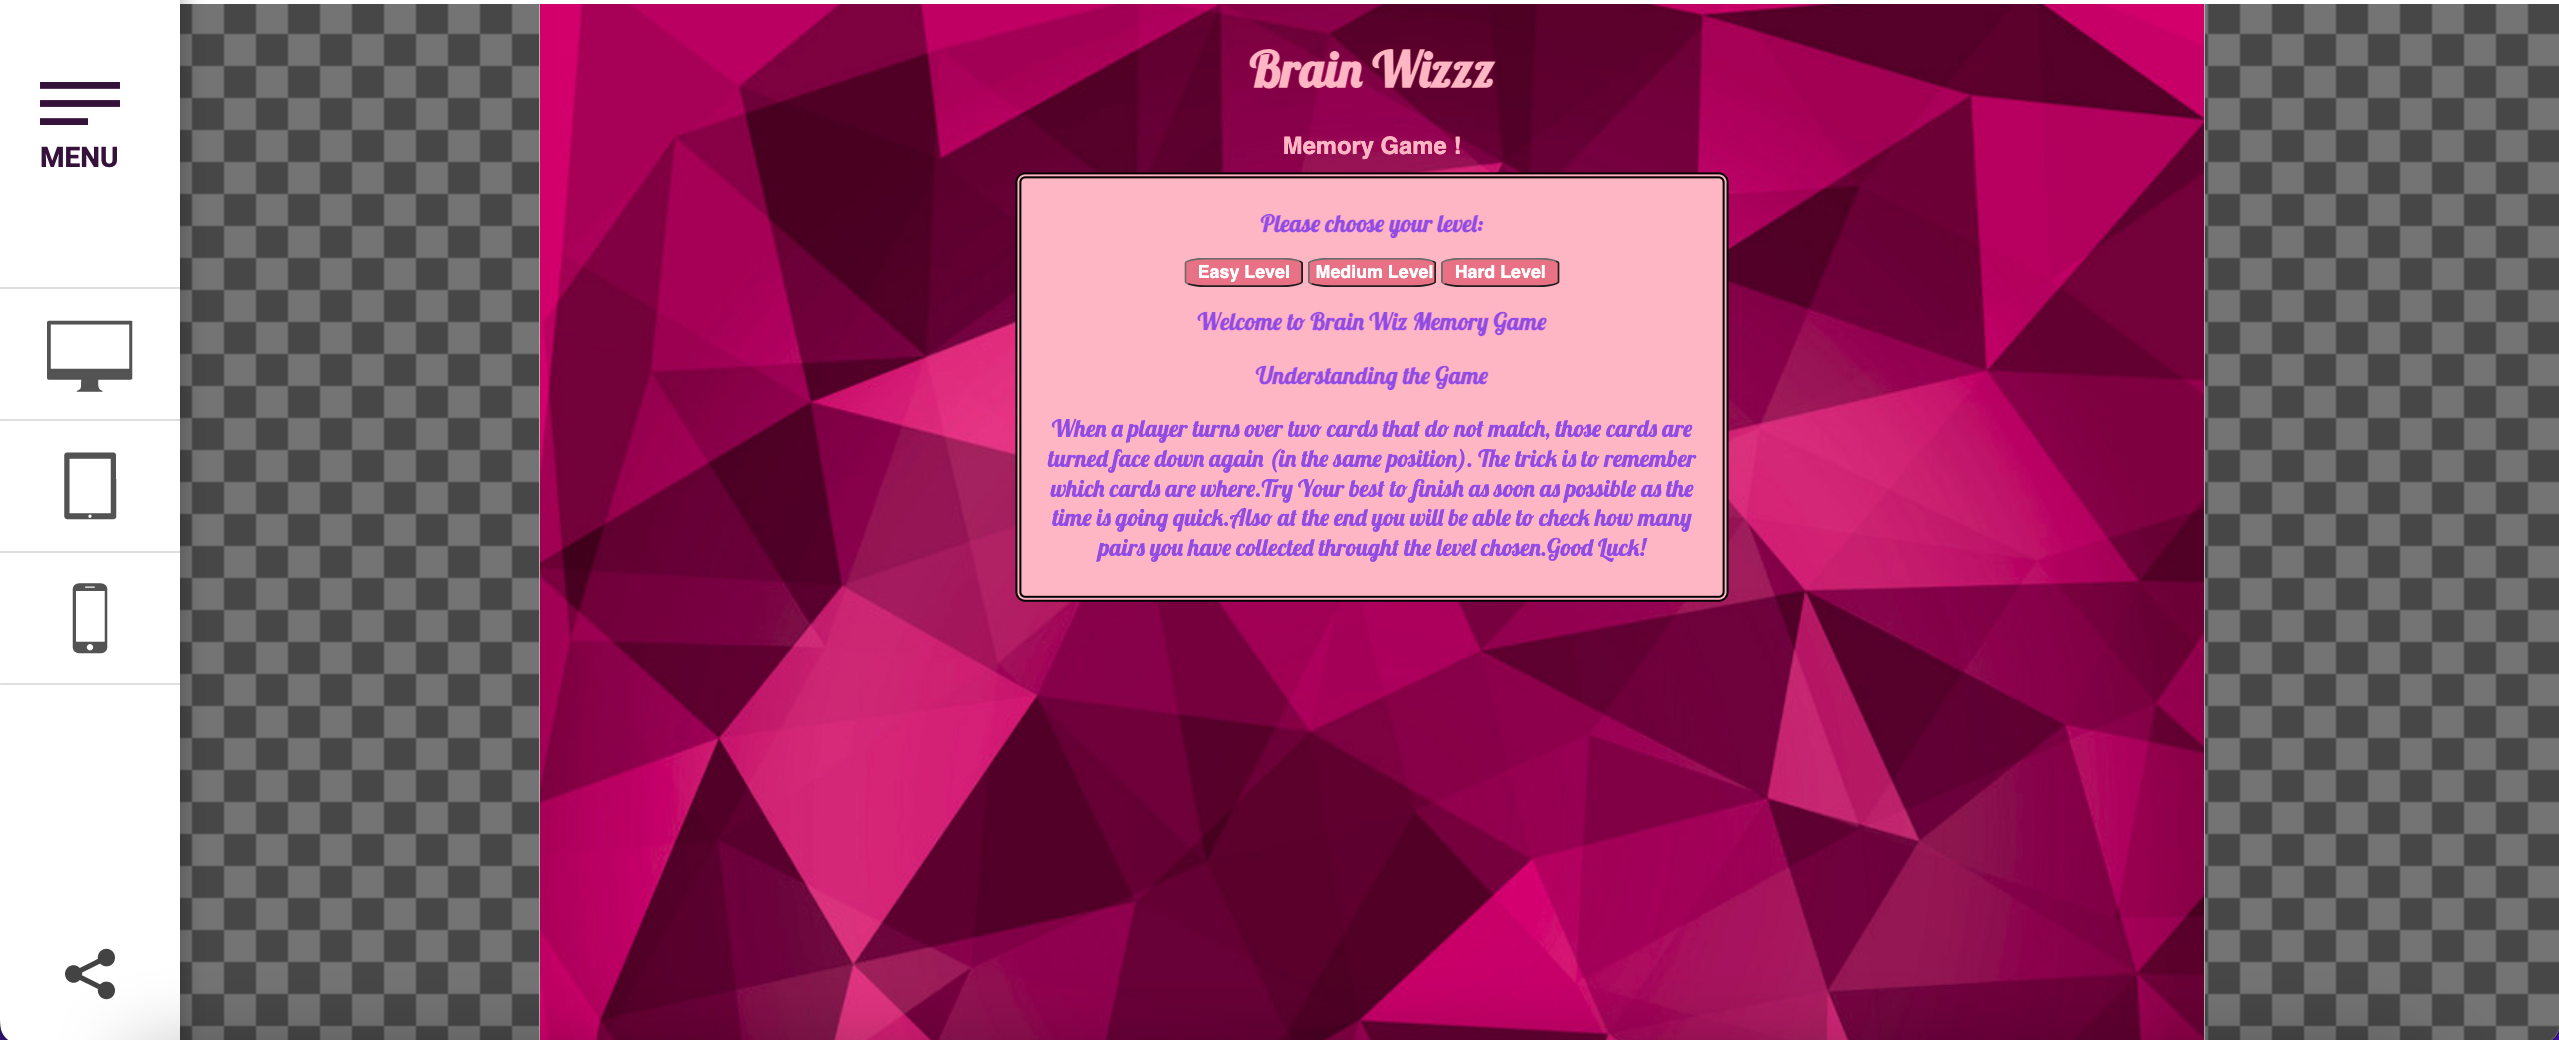 MENU
Brain Wizzz
Memory Game !
Please choose your level:
Easy Level Medium Level Hard Level
Welcome to Brain Wiz Memory Game
Understanding the Game
When a player turns over two cards that do not match, those cards are
turned face down again (in the same position). The trick is to remember
which cards are where.Try Your best to finish as soon as possible as the
time is going quick.Also at the end you will be able to check how many
pairs you have collected throught the level chosen.Good Luck!